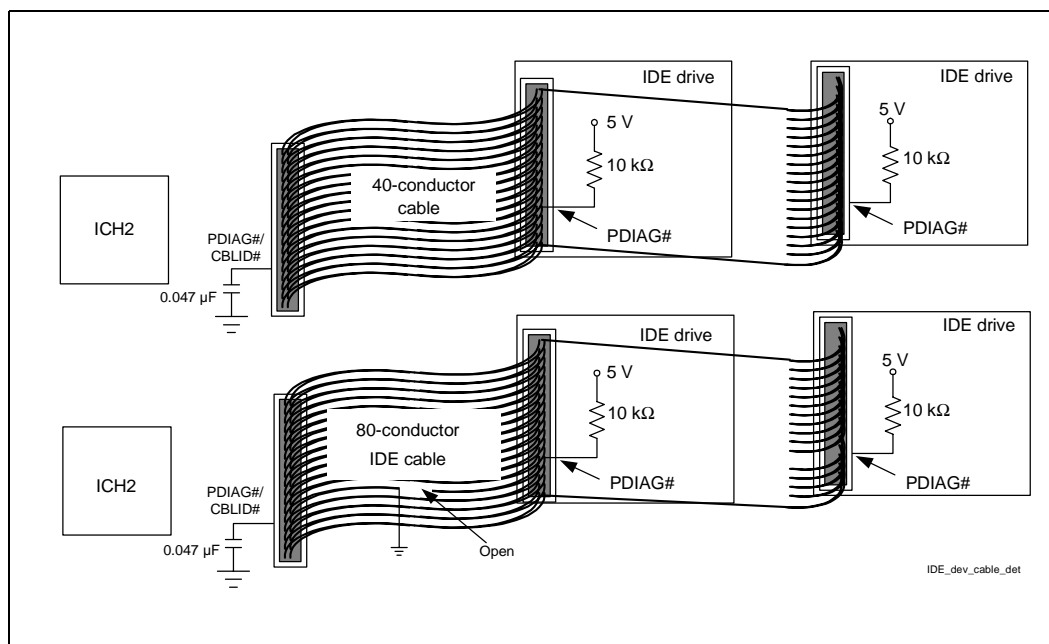 IDE drive
IDE drive
5 V
5 V
10 kΩ
10 kΩ
40-conductor
cable
ICH2
PDIAG#/
CBLID#
PDIAG#
PDIAG#
0.047 µF
IDE drive
IDE drive
5 V
5 V
10 kΩ
10 kΩ
80-conductor
IDE cable
ICH2
PDIAG#/
CBLID#
PDIAG#
PDIAG#
0.047 µF
Open
IDE_dev_cable_det